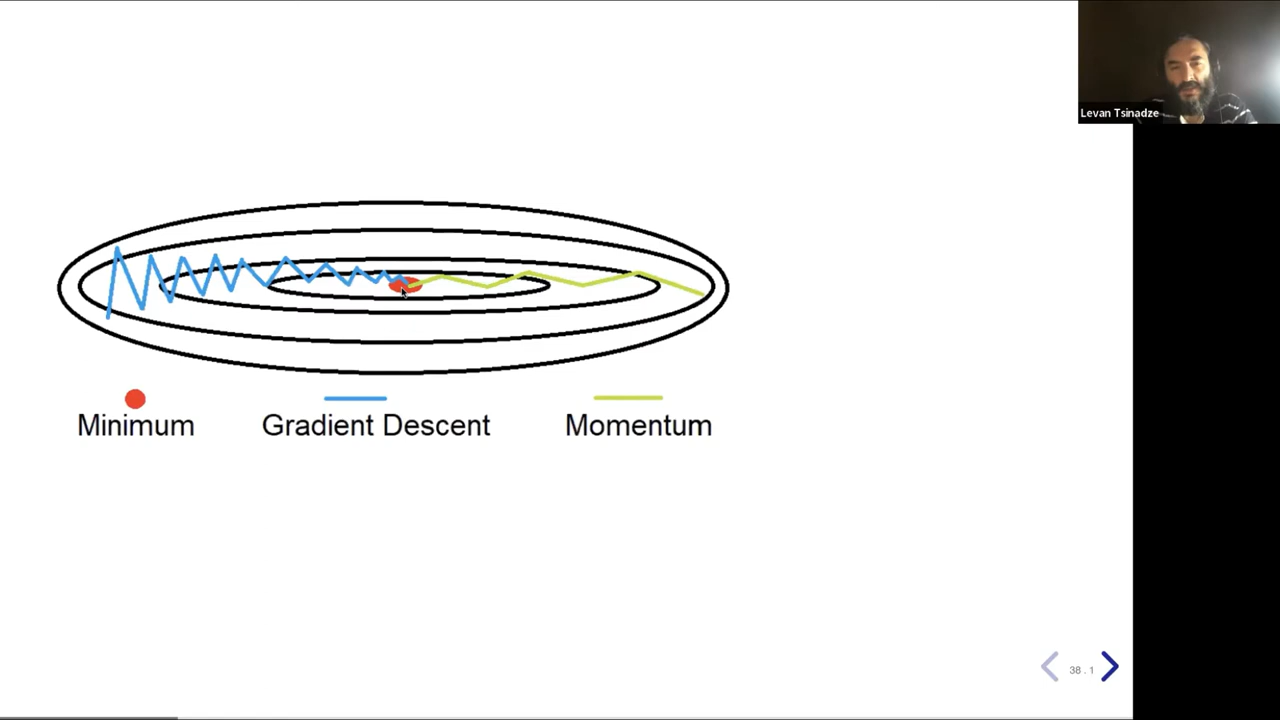 Levan Tsinadze
Minimum
Gradient Descent
Momentum
38 . 1